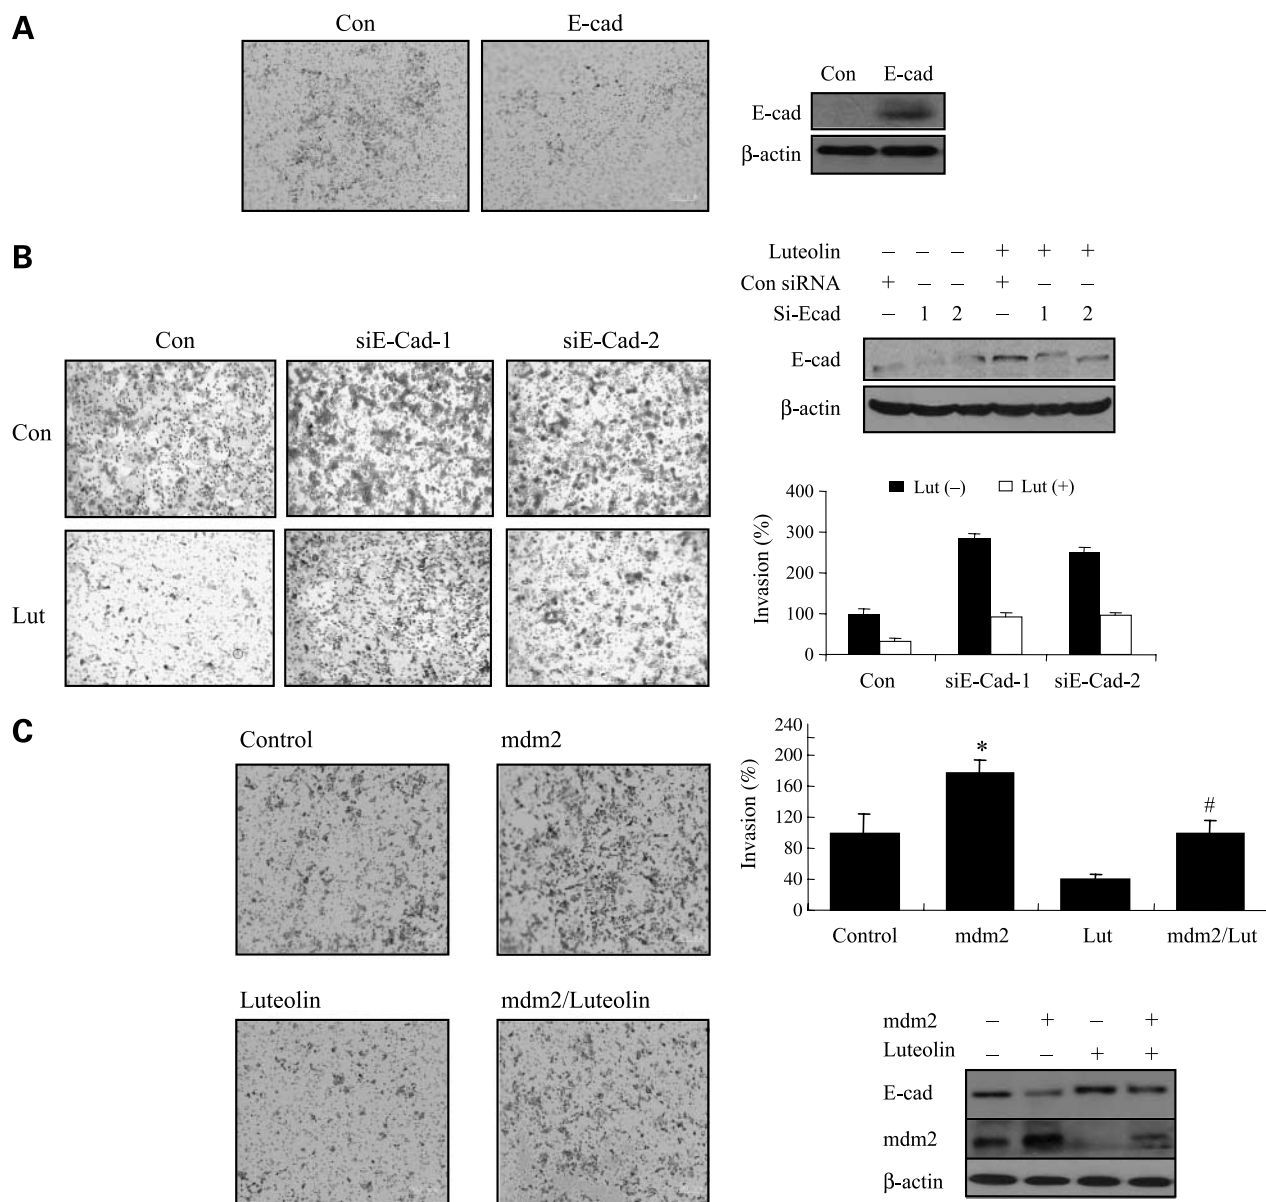 A
Con E-cad
Con E-cad
E-cad
β-actin
B
Luteolin – – – + + +
Con siRNA + – – + – –
Si-Ecad – 1 2 – 1 2
E-cad
β-actin
Con siE-Cad-1 siE-Cad-2
Con
Lut
Lut (–) Lut (+)
Invasion (%)
400
300
200
100
0
Con siE-Cad-1 siE-Cad-2
C
Control mdm2
Luteolin mdm2/Luteolin
Invasion (%)
240
200
160
120
80
40
0
*
#
Control mdm2 Lut mdm2/Lut
mdm2 – + – +
Luteolin – – + +
E-cad
mdm2
β-actin